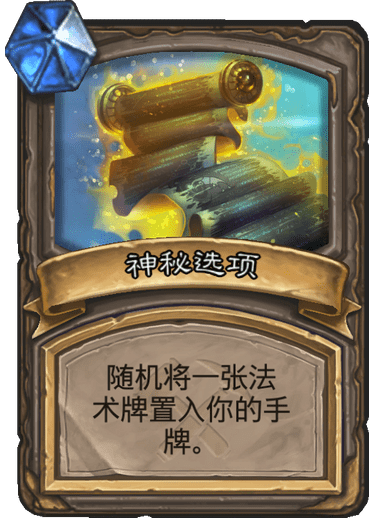 神秘选项
随机将一张法
术牌置入你的手
牌。